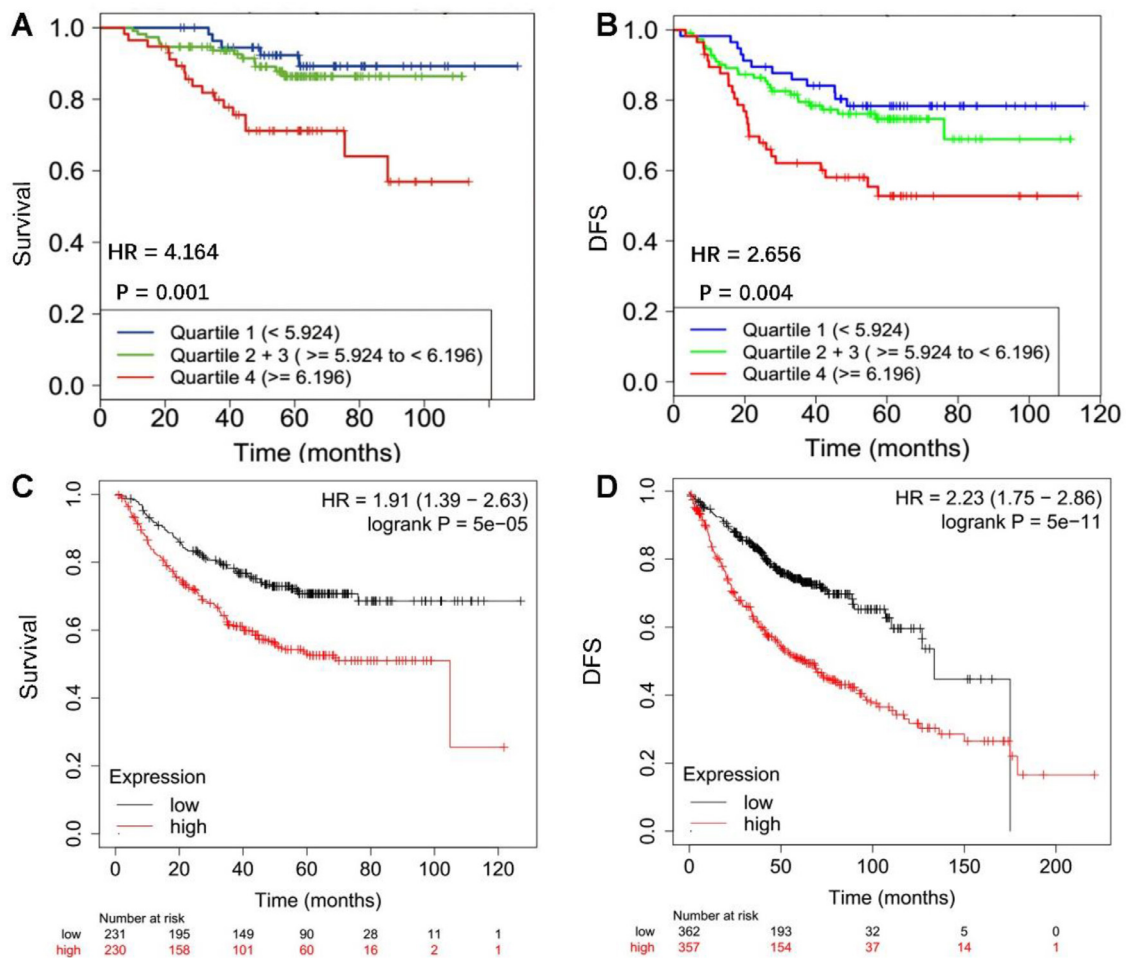 A
1.0
0.8
0.6
0.4
0.2
0.0
Survival
HR = 4.164
P = 0.001
Quartile 1 (< 5.924)
Quartile 2 + 3 ( >= 5.924 to < 6.196)
Quartile 4 (>= 6.196)
0 20 40 60 80 100
Time (months)
B
1.0
0.8
0.6
0.4
0.2
0.0
DFS
HR = 2.656
P = 0.004
Quartile 1 (< 5.924)
Quartile 2 + 3 ( >= 5.924 to < 6.196)
Quartile 4 (>= 6.196)
0 20 40 60 80 100 120
Time (months)
C
1.0
0.8
0.6
0.4
0.2
0.0
Survival
HR = 1.91 (1.39 − 2.63)
logrank P = 5e−05
Expression
low
high
0 20 40 60 80 100 120
Time (months)
Number at risk
low 231 195 149 90 28 11 1
high 230 158 101 60 16 2 1
D
1.0
0.8
0.6
0.4
0.2
0.0
DFS
HR = 2.23 (1.75 − 2.86)
logrank P = 5e−11
Expression
low
high
0 50 100 150 200
Time (months)
Number at risk
low 362 193 32 5 0
high 357 154 37 14 1